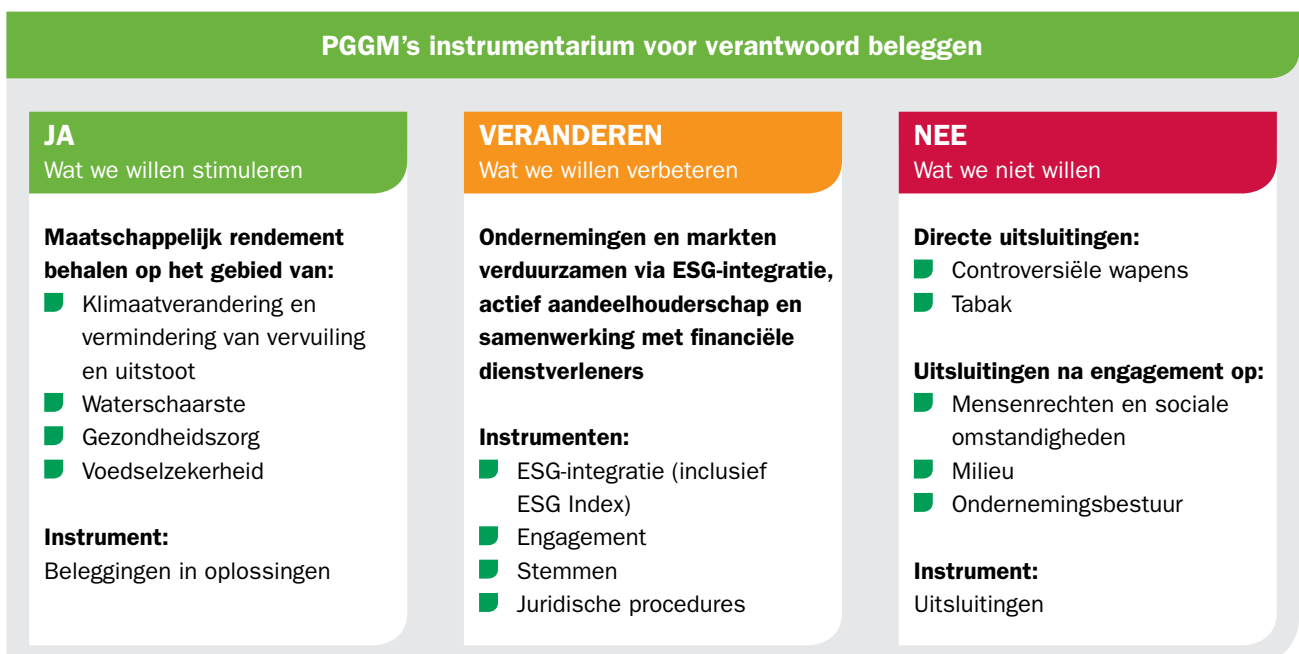 PGGM's instrumentarium voor verantwoord beleggen
JA
Wat we willen stimuleren
Maatschappelijk rendement
behalen op het gebied van:
Klimaatverandering en
vermindering van vervuiling
en uitstoot
Waterschaarste
Gezondheidszorg
Voedselzekerheid
Instrument:
Beleggingen in oplossingen
VERANDEREN
Wat we willen verbeteren
Ondernemingen en markten
verduurzamen via ESG-integratie,
actief aandeelhouderschap en
samenwerking met financiële
dienstverleners
Instrumenten:
ESG-integratie (inclusief
ESG Index)
Engagement
Stemmen
Juridische procedures
NEE
Wat we niet willen
Directe uitsluitingen:
Controversiële wapens
Tabak
Uitsluitingen na engagement op:
Mensenrechten en sociale
omstandigheden
Milieu
Ondernemingsbestuur
Instrument:
Uitsluitingen